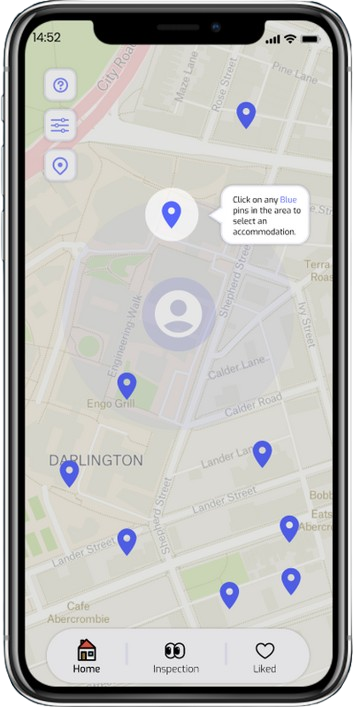 14:52
City Road
Maze Lane
Rose Street
Pine Lane
Click on any Blue
pins in the area to
select an
accommodation.
Shepherd Street
Terra
Roas
Ivy Street
Engineering Walk
Calder Lane
Engo Grill
Calder Road
DARLINGTON
Lander Lane
Lander Street
Shepherd Street
Bobb
Eats
Abercr
Lander Street
Cafe
Abercrombie
Home
Inspection
Liked